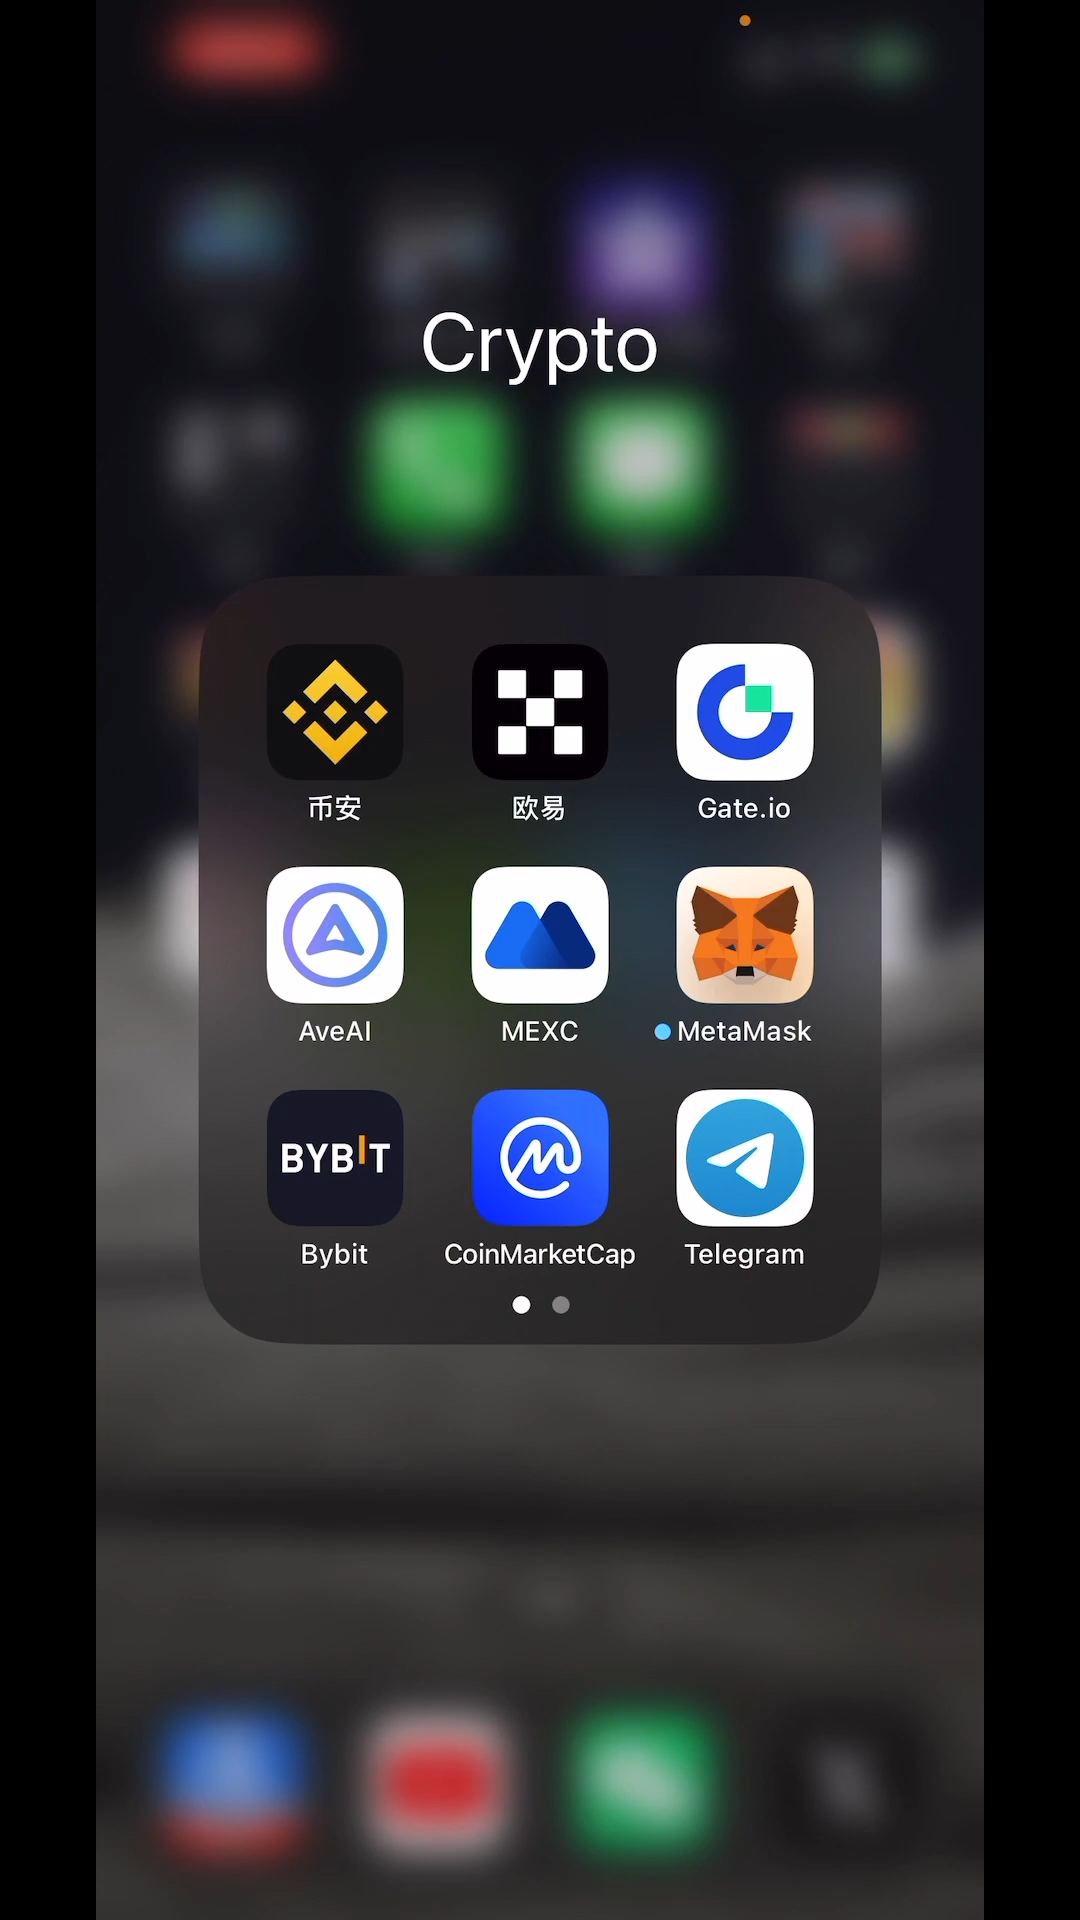 Crypto
币安
欧易
Gate.io
AveAI
MEXC
MetaMask
BYBIT
Bybit
CoinMarketCap
Telegram